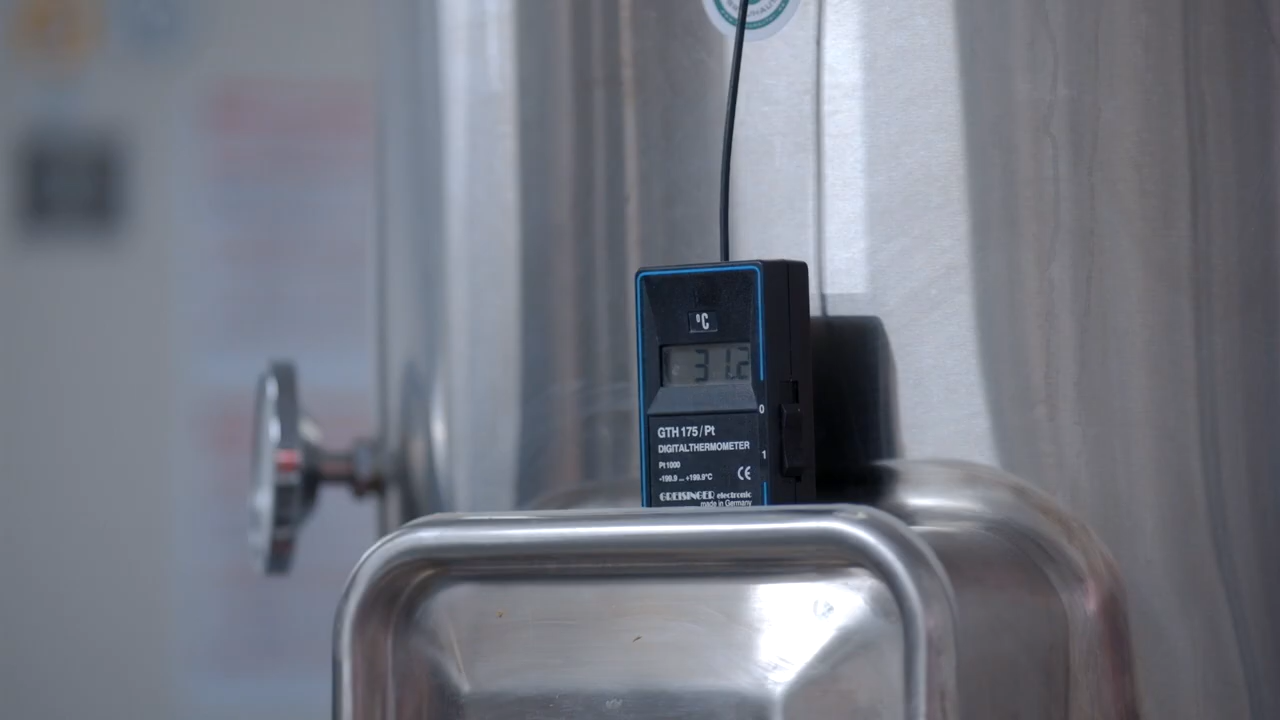 °C
31.2
0
GTH 175 / Pt
DIGITALTHERMOMETER
1
Pt1000
-199.9 ... +199.9°C
CE
GREISINGER electronic
made in Germany